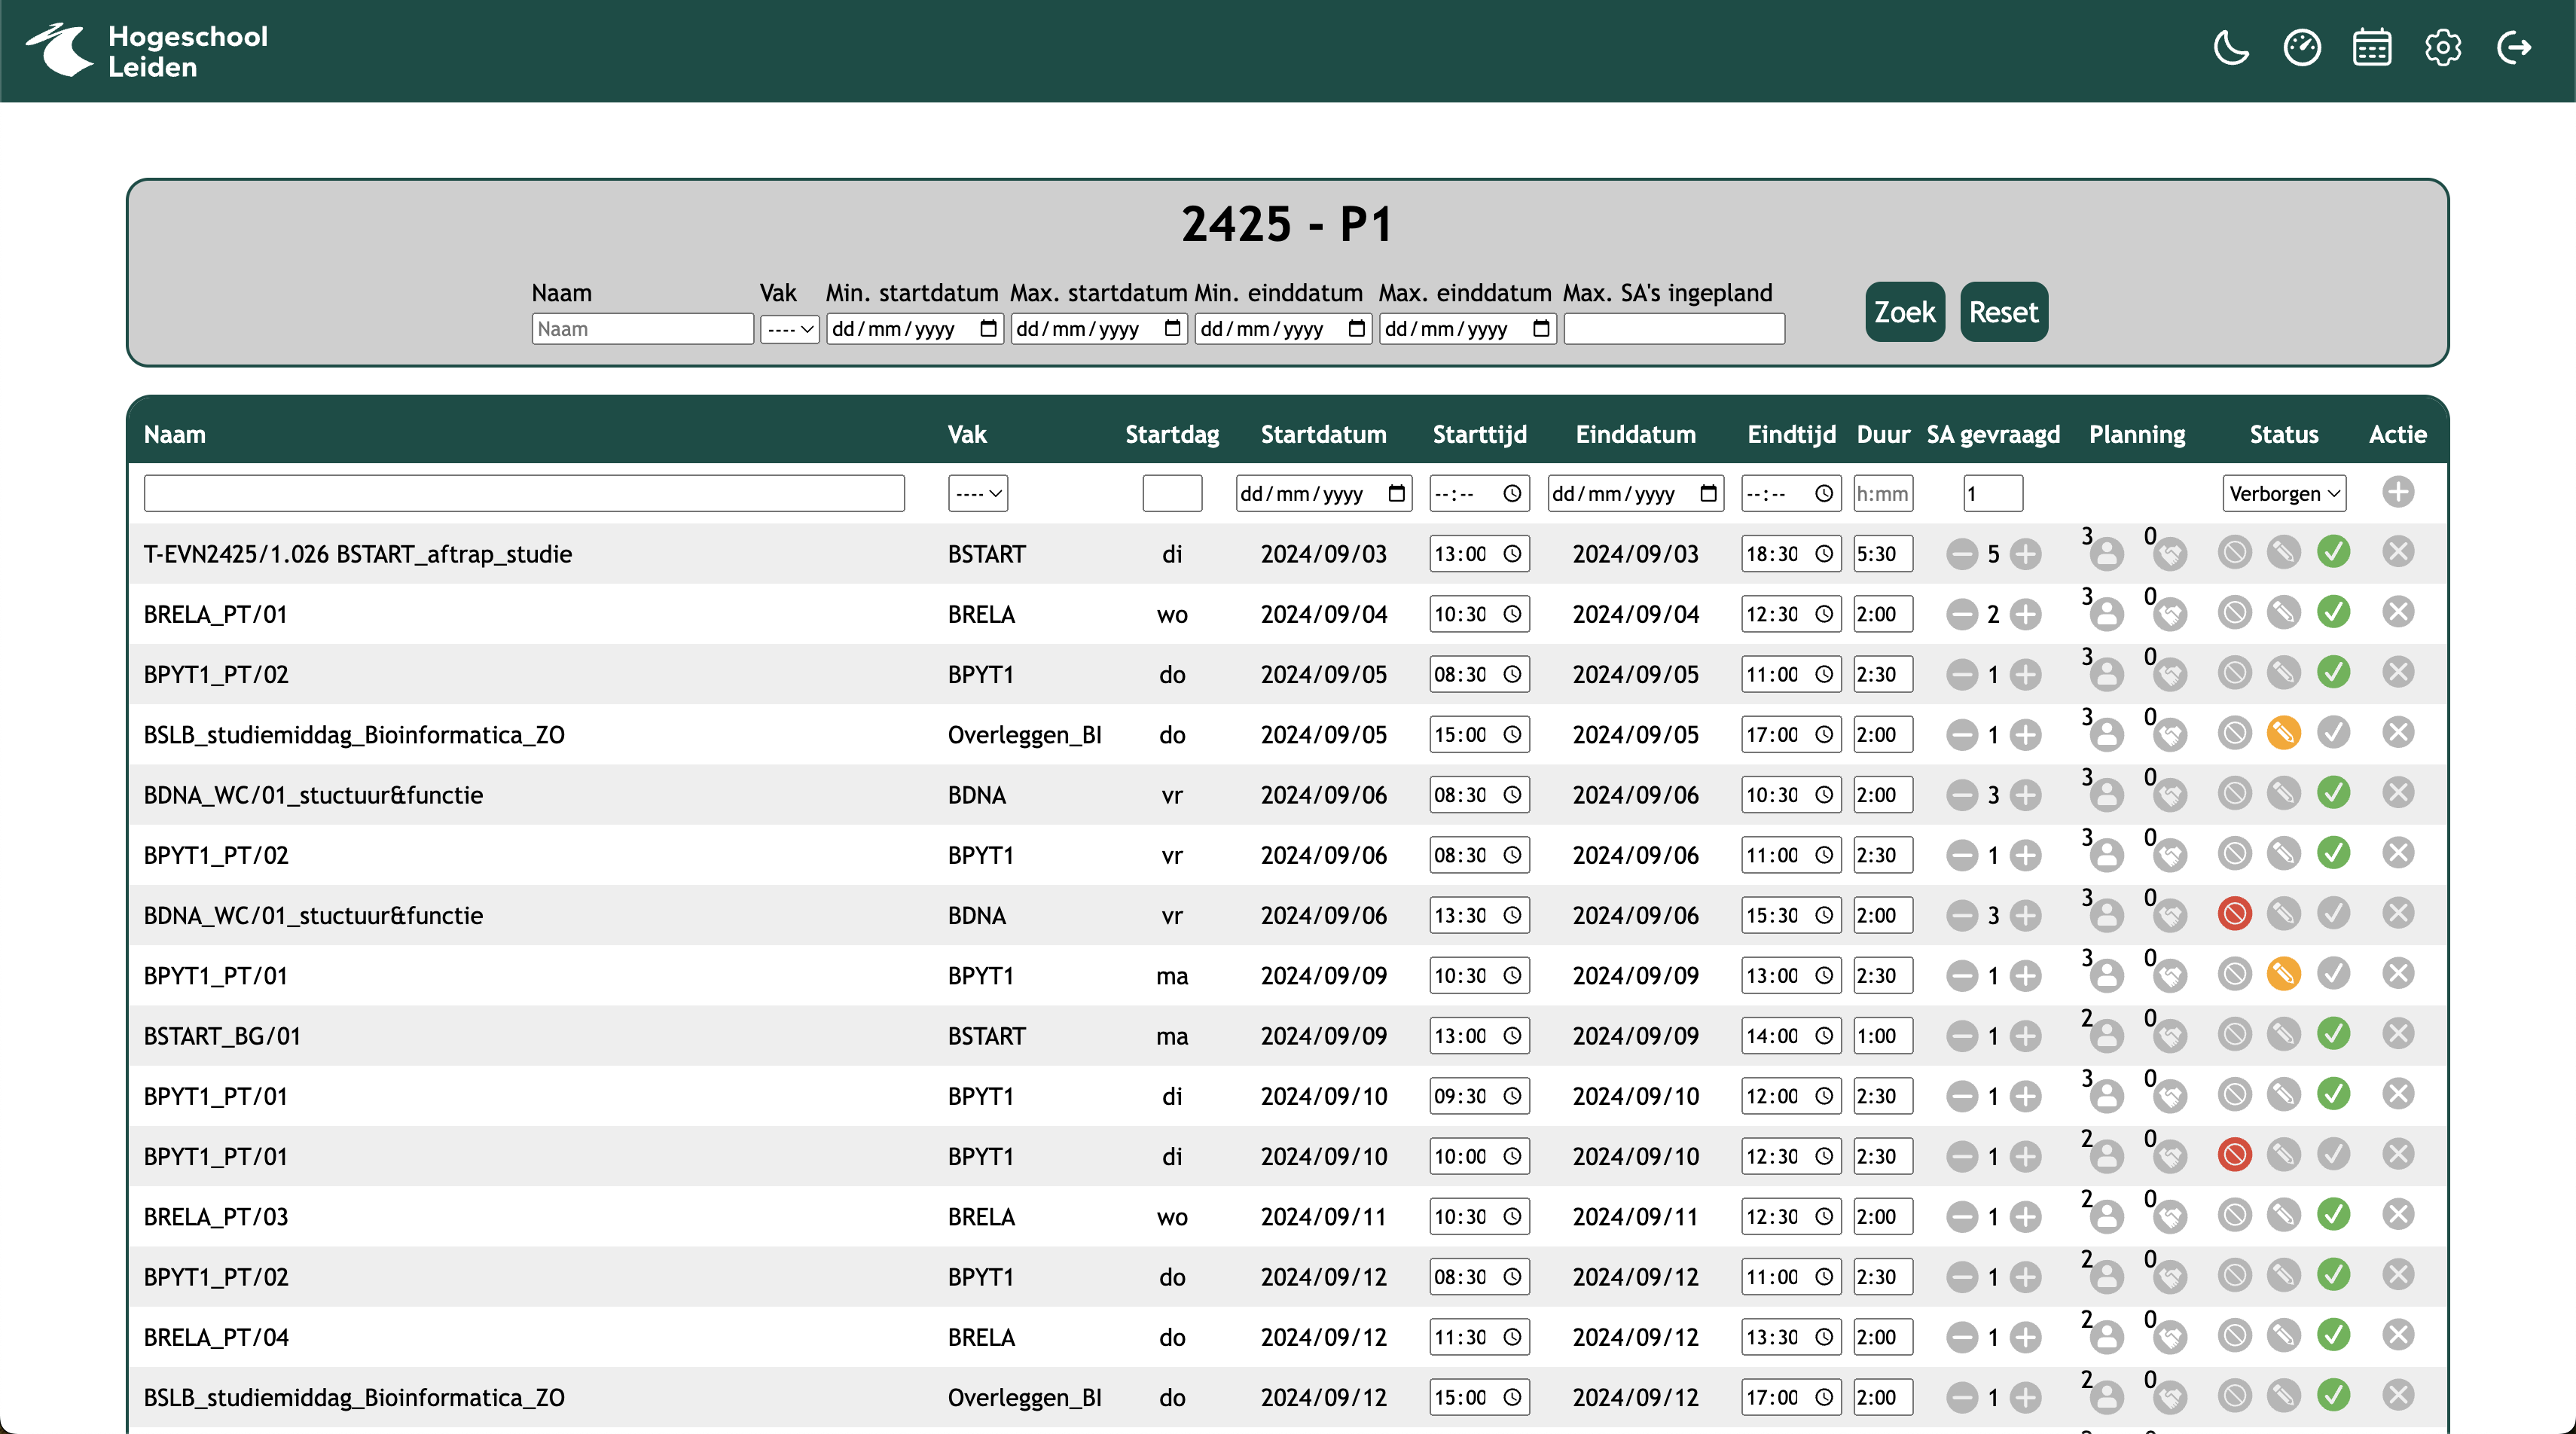 Hogeschool
Leiden
2425 - P1
Naam Vak Min. startdatum Max. startdatum Min. einddatum Max. einddatum Max. SA's ingepland
Naam ---- dd/mm/yyyy dd/mm/yyyy dd/mm/yyyy dd/mm/yyyy Zoek Reset
Naam Vak Startdag Startdatum Starttijd Einddatum Eindtijd Duur SA gevraagd Planning Status Actie
---- dd/mm/yyyy --:-- dd/mm/yyyy --:-- h:mm 1 Verborgen
T-EVN2425/1.026 BSTART_aftrap_studie BSTART di 2024/09/03 13:00 2024/09/03 18:30 5:30 5 3 0
BRELA_PT/01 BRELA wo 2024/09/04 10:30 2024/09/04 12:30 2:00 2 3 0
BPYT1_PT/02 BPYT1 do 2024/09/05 08:30 2024/09/05 11:00 2:30 1 3 0
BSLB_studiemiddag_Bioinformatica_ZO Overleggen_BI do 2024/09/05 15:00 2024/09/05 17:00 2:00 1 3 0
BDNA_WC/01_stuctuur&functie BDNA vr 2024/09/06 08:30 2024/09/06 10:30 2:00 3 3 0
BPYT1_PT/02 BPYT1 vr 2024/09/06 08:30 2024/09/06 11:00 2:30 1 3 0
BDNA_WC/01_stuctuur&functie BDNA vr 2024/09/06 13:30 2024/09/06 15:30 2:00 3 3 0
BPYT1_PT/01 BPYT1 ma 2024/09/09 10:30 2024/09/09 13:00 2:30 1 3 0
BSTART_BG/01 BSTART ma 2024/09/09 13:00 2024/09/09 14:00 1:00 1 2 0
BPYT1_PT/01 BPYT1 di 2024/09/10 09:30 2024/09/10 12:00 2:30 1 3 0
BPYT1_PT/01 BPYT1 di 2024/09/10 10:00 2024/09/10 12:30 2:30 1 2 0
BRELA_PT/03 BRELA wo 2024/09/11 10:30 2024/09/11 12:30 2:00 1 2 0
BPYT1_PT/02 BPYT1 do 2024/09/12 08:30 2024/09/12 11:00 2:30 1 2 0
BRELA_PT/04 BRELA do 2024/09/12 11:30 2024/09/12 13:30 2:00 1 2 0
BSLB_studiemiddag_Bioinformatica_ZO Overleggen_BI do 2024/09/12 15:00 2024/09/12 17:00 2:00 1 2 0